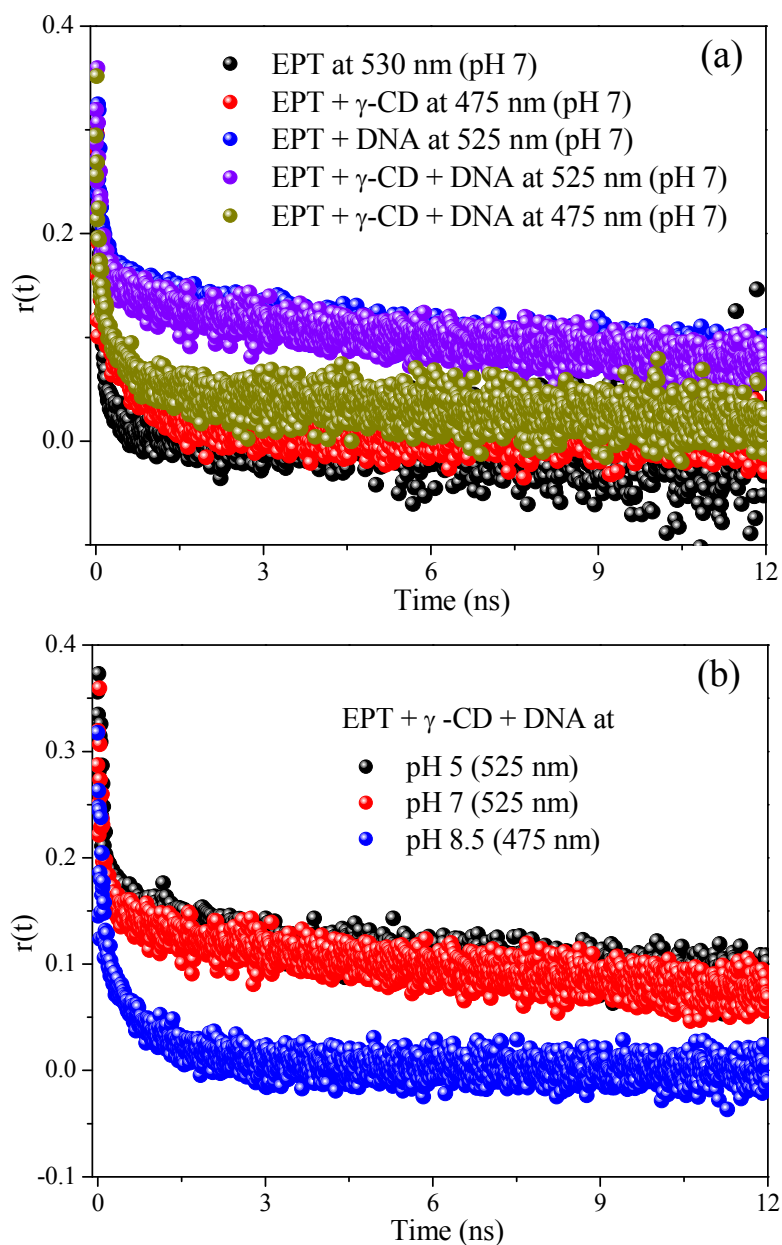 0.4
(a)
EPT at 530 nm (pH 7)
EPT + γ-CD at 475 nm (pH 7)
EPT + DNA at 525 nm (pH 7)
EPT + γ-CD + DNA at 525 nm (pH 7)
EPT + γ-CD + DNA at 475 nm (pH 7)
0.2
r(t)
0.0
0 3 6 9 12
Time (ns)
0.4
(b)
EPT + γ -CD + DNA at
pH 5 (525 nm)
pH 7 (525 nm)
pH 8.5 (475 nm)
0.3
0.2
r(t)
0.1
0.0
-0.1
0 3 6 9 12
Time (ns)